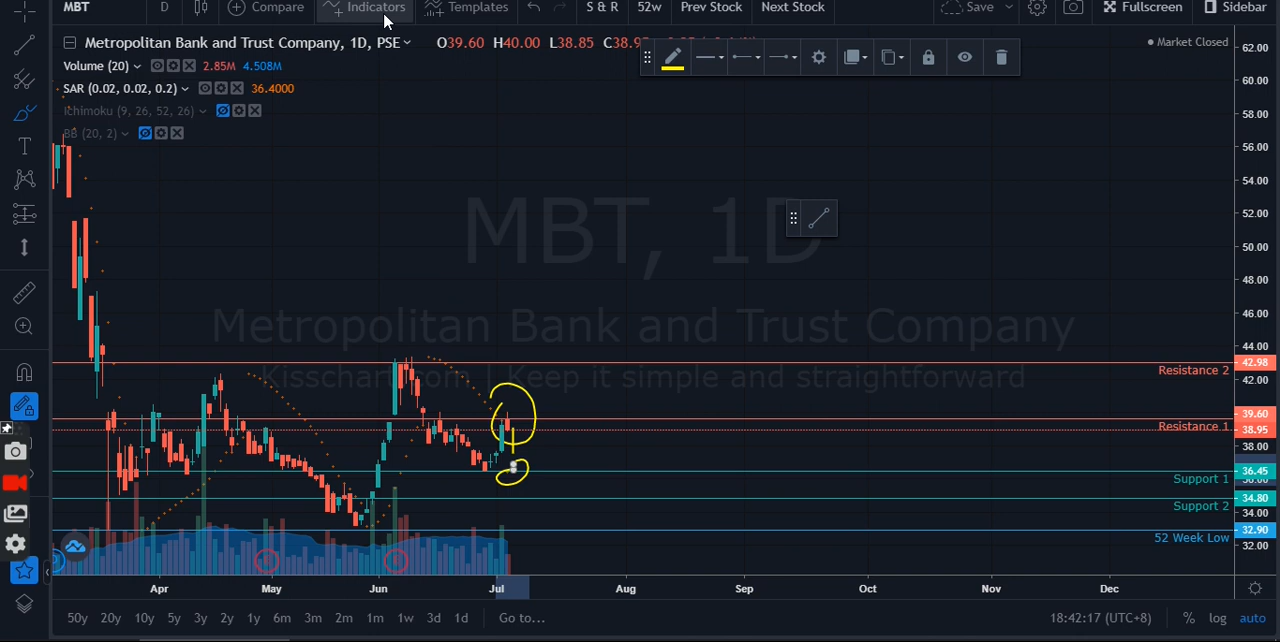 MBT D Compare Indicators Templates S & R 52w Prev Stock Next Stock Save Fullscreen Sidebar
Metropolitan Bank and Trust Company, 1D, PSE O39.60 H40.00 L38.85
Market Closed
Volume (20) 2.85M 4.508M
SAR (0.02, 0.02, 0.2) 36.4000
Ichimoku (9, 26, 52, 26)
BB (20, 2)
MBT, 1D
Metropolitan Bank and Trust Company
Kisschart.com | Keep it simple and straightforward
62.00
60.00
58.00
56.00
54.00
52.00
50.00
48.00
46.00
44.00
42.98
Resistance 2
42.00
39.60
Resistance 1 38.95
38.00
36.45
Support 1 36.00
34.80
Support 2
34.00
32.90
52 Week Low
32.00
Apr May Jun Jul Aug Sep Oct Nov Dec
50y 20y 10y 5y 3y 2y 1y 6m 3m 2m 1m 1w 3d 1d Go to... 18:42:17 (UTC+8) % log auto